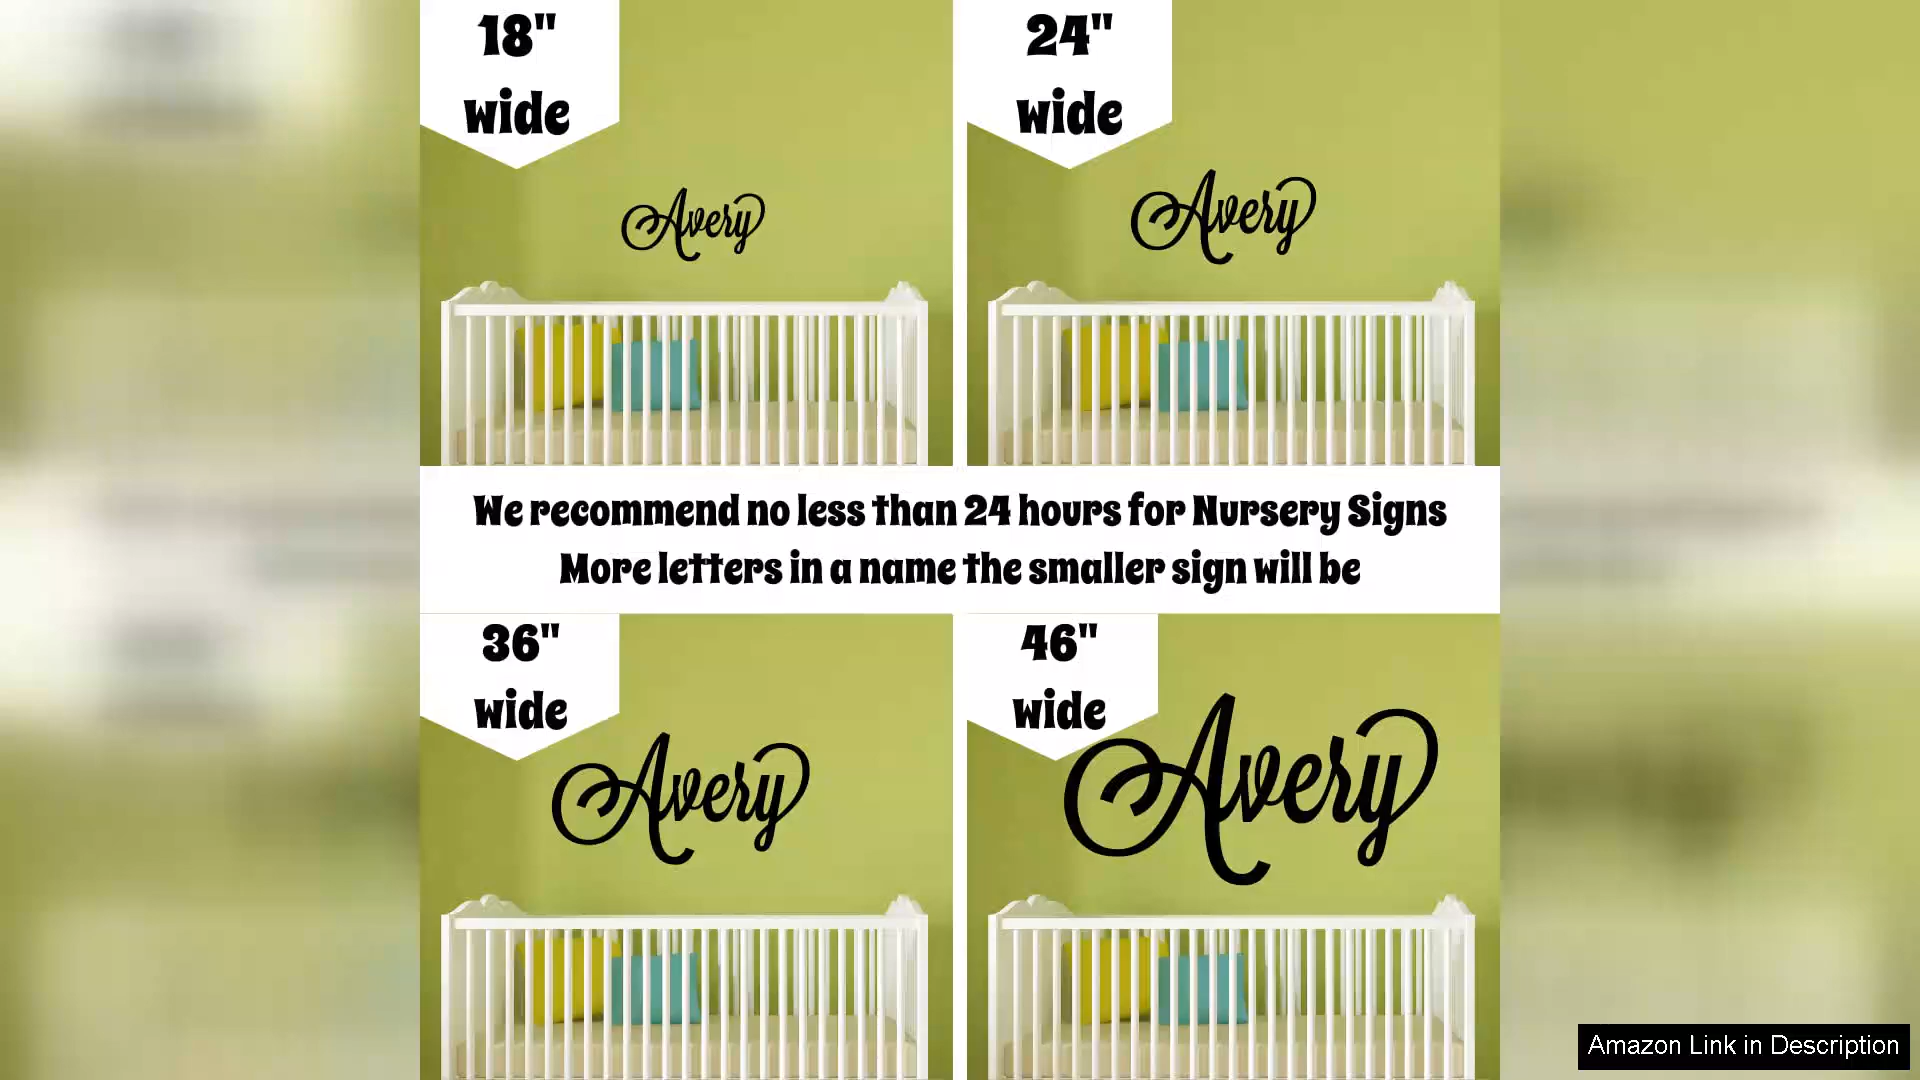 18"
wide
24"
wide
Avery
Avery
We recommend no less than 24 hours for Nursery Signs
More letters in a name the smaller sign will be
36"
wide
46"
wide
Avery
Avery
Amazon Link in Description